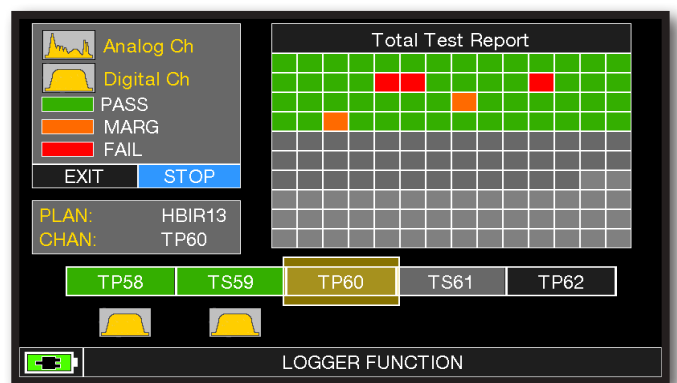 Analog Ch
Digital Ch
PASS
MARG
FAIL
EXIT STOP
PLAN: HBIR13
CHAN: TP60
Total Test Report
TP58 TS59 TP60 TS61 TP62
LOGGER FUNCTION